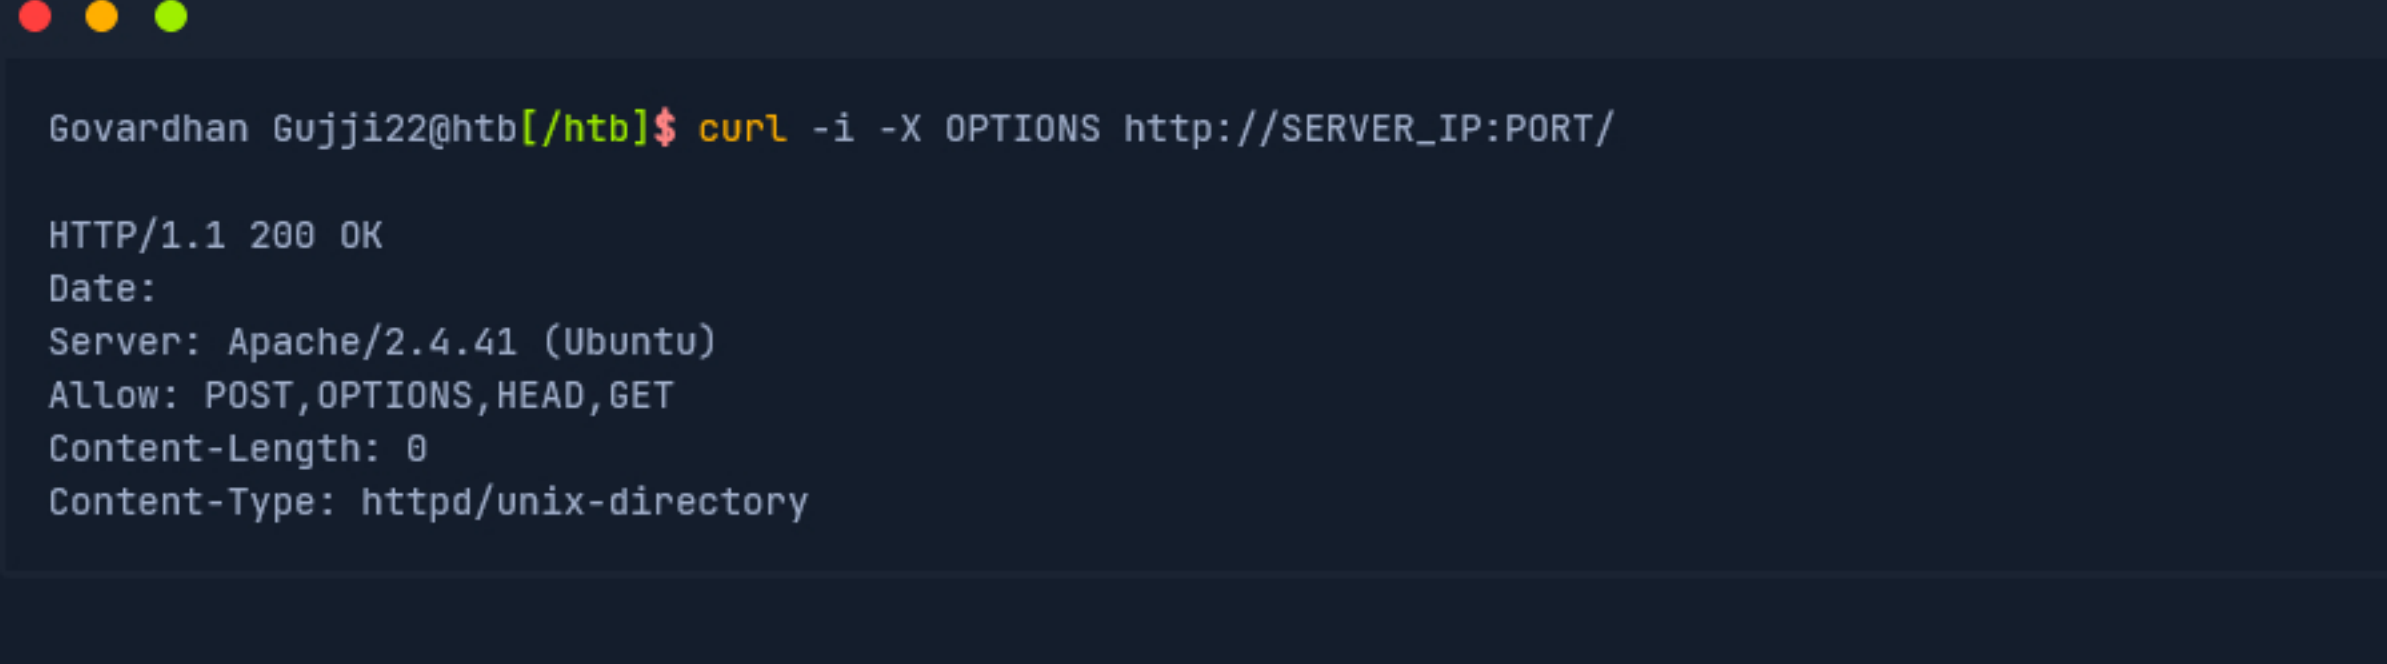 Govardhan Gujji22@htb[/htb]$ curl -i -X OPTIONS http://SERVER_IP:PORT/
HTTP/1.1 200 OK
Date:
Server: Apache/2.4.41 (Ubuntu)
Allow: POST,OPTIONS,HEAD,GET
Content-Length: 0
Content-Type: httpd/unix-directory